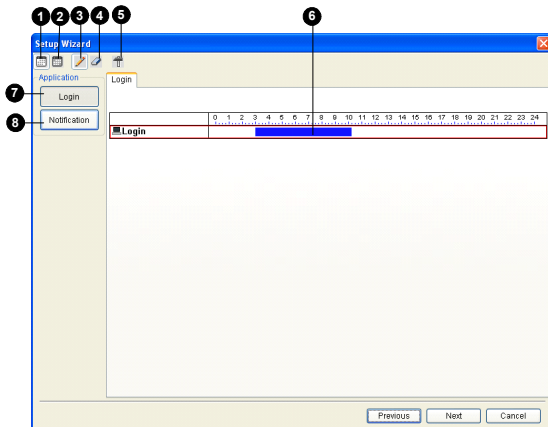 1 2 3 4 5 6
Setup Wizard
Application
Login
7
Login
8
Notification
0 1 2 3 4 5 6 7 8 9 10 11 12 13 14 15 16 17 18 19 20 21 22 23 24
Login
Previous Next Cancel